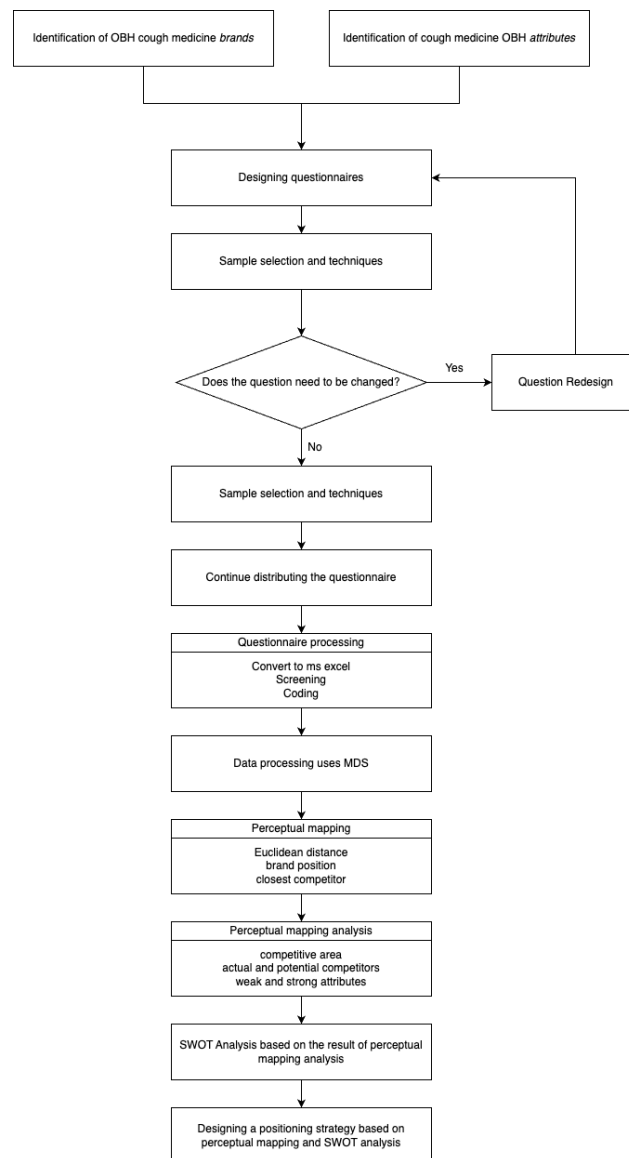 Identification of OBH cough medicine brands
Identification of cough medicine OBH attributes
Designing questionnaires
Sample selection and techniques
Does the question need to be changed?
Yes
Question Redesign
No
Sample selection and techniques
Continue distributing the questionnaire
Questionnaire processing
Convert to ms excel
Screening
Coding
Data processing uses MDS
Perceptual mapping
Euclidean distance
brand position
closest competitor
Perceptual mapping analysis
competitive area
actual and potential competitors
weak and strong attributes
SWOT Analysis based on the result of perceptual
mapping analysis
Designing a positioning strategy based on
perceptual mapping and SWOT analysis